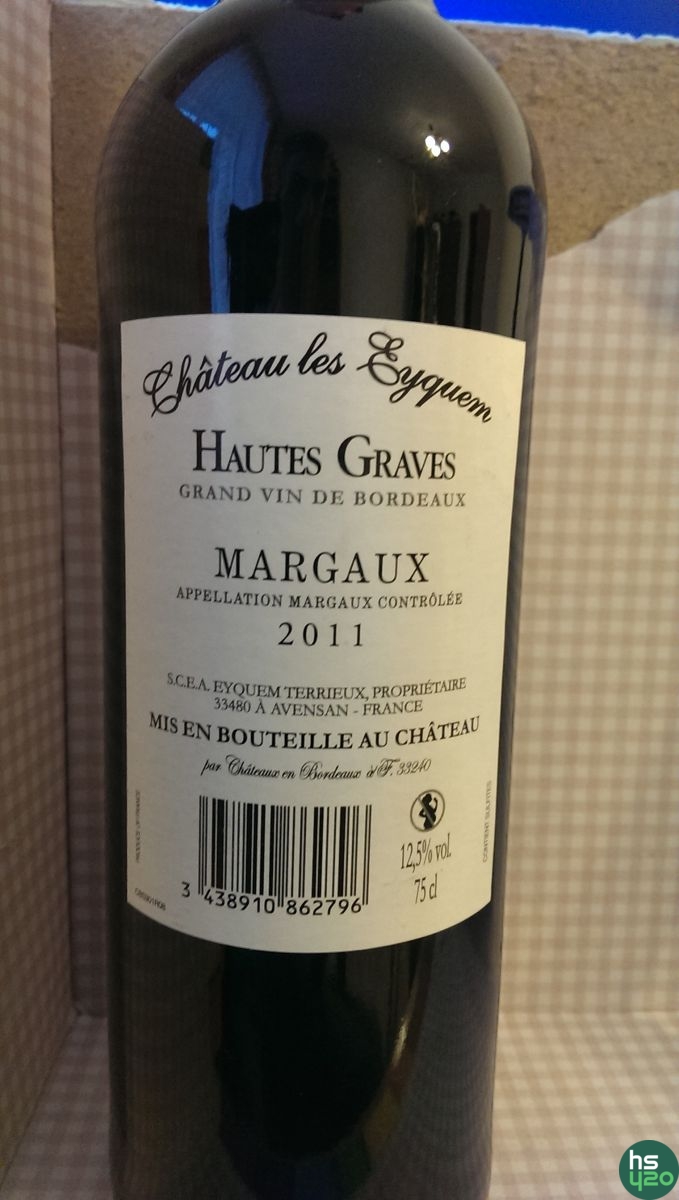 Château les Eyquem
HAUTES GRAVES
GRAND VIN DE BORDEAUX
MARGAUX
APPELLATION MARGAUX CONTRÔLÉE
2011
S.C.E.A. EYQUEM TERRIEUX, PROPRIÉTAIRE
33480 À AVENSAN - FRANCE
MIS EN BOUTEILLE AU CHÂTEAU
par Châteaux en Bordeaux à F. 33240
CONTIENT SULFITES
12,5% vol.
75 cl
3 438910 862796
hs
420